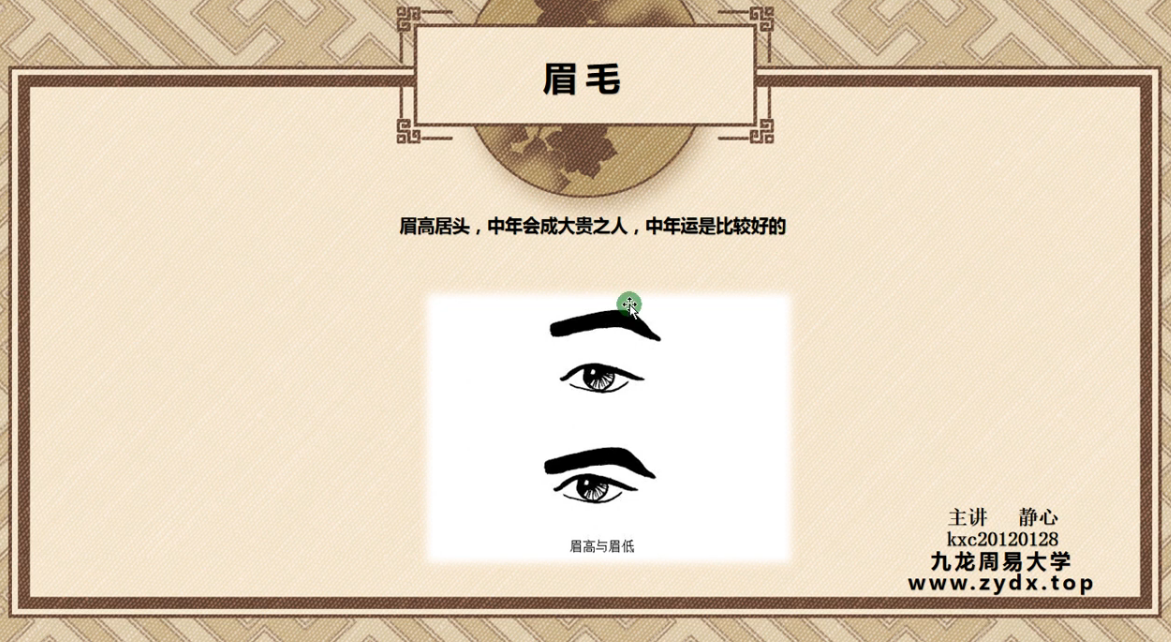 眉毛
眉高居头，中年会成大贵之人，中年运是比较好的
眉高与眉低
主讲 静心
kxc20120128
九龙周易大学
www.zydx.top